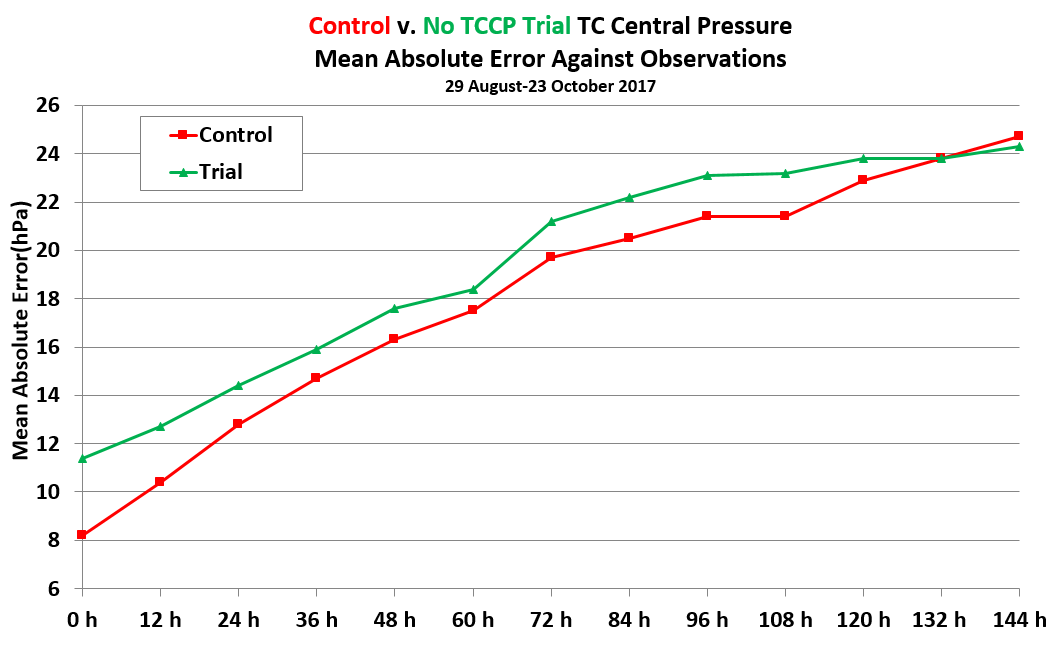 Control v. No TCCP Trial TC Central Pressure
Mean Absolute Error Against Observations
29 August-23 October 2017
Mean Absolute Error(hPa)
26
24
22
20
18
16
14
12
10
8
6
Control
Trial
0 h 12 h 24 h 36 h 48 h 60 h 72 h 84 h 96 h 108 h 120 h 132 h 144 h